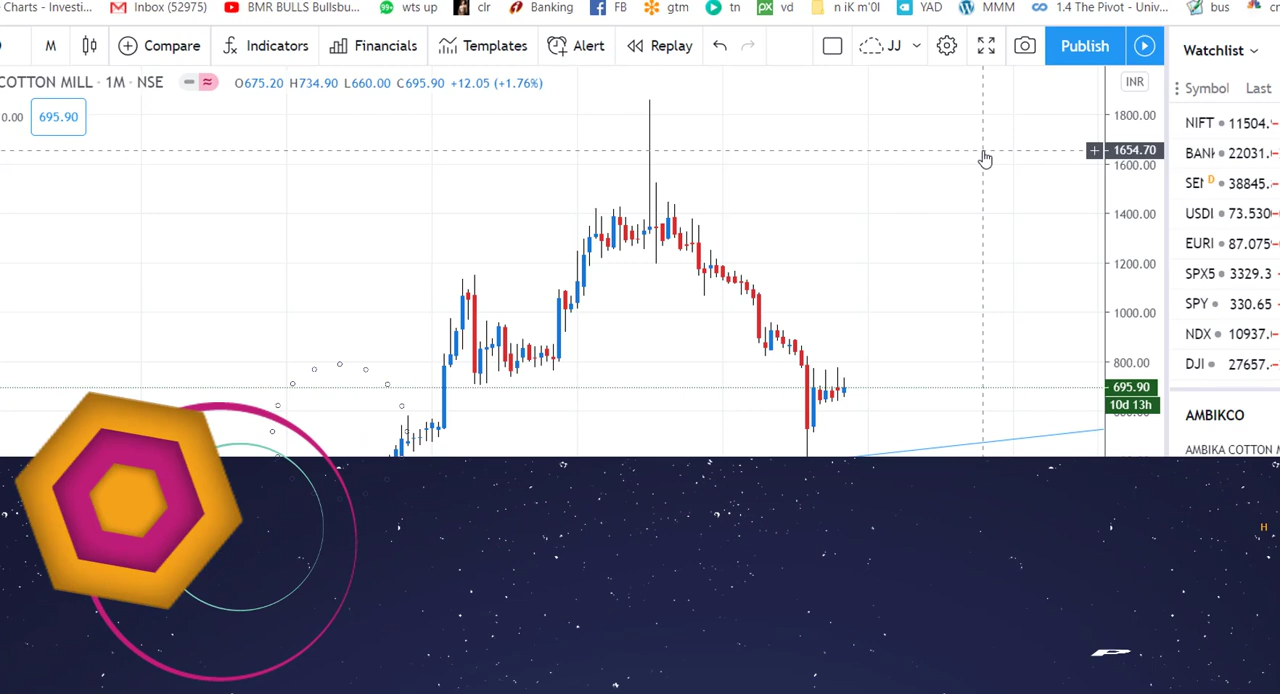 - Charts - Investi... Inbox (52975) BMR BULLS Bullsbu... wts up clr Banking FB gtm tn vd n iK m'0l YAD MMM 1.4 The Pivot - Univ... bus
M Compare Indicators Financials Templates Alert Replay JJ Publish Watchlist
COTTON MILL · 1M · NSE O675.20 H734.90 L660.00 C695.90 +12.05 (+1.76%) INR Symbol Last
0.00 695.90
1800.00
NIFT 11504.
1654.70
BANK 22031.
1600.00
SEN D 38845.
1400.00 USDI 73.530
EURI 87.075
1200.00 SPX5 3329.3
1000.00 SPY 330.65
NDX 10937.
800.00 DJI 27657.
695.90
10d 13h
AMBIKCO
AMBIKA COTTON M
H